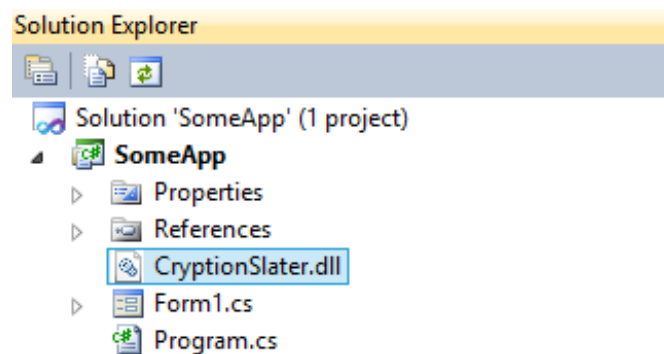 Solution Explorer
Solution 'SomeApp' (1 project)
SomeApp
Properties
References
CryptionSlater.dll
Form1.cs
Program.cs